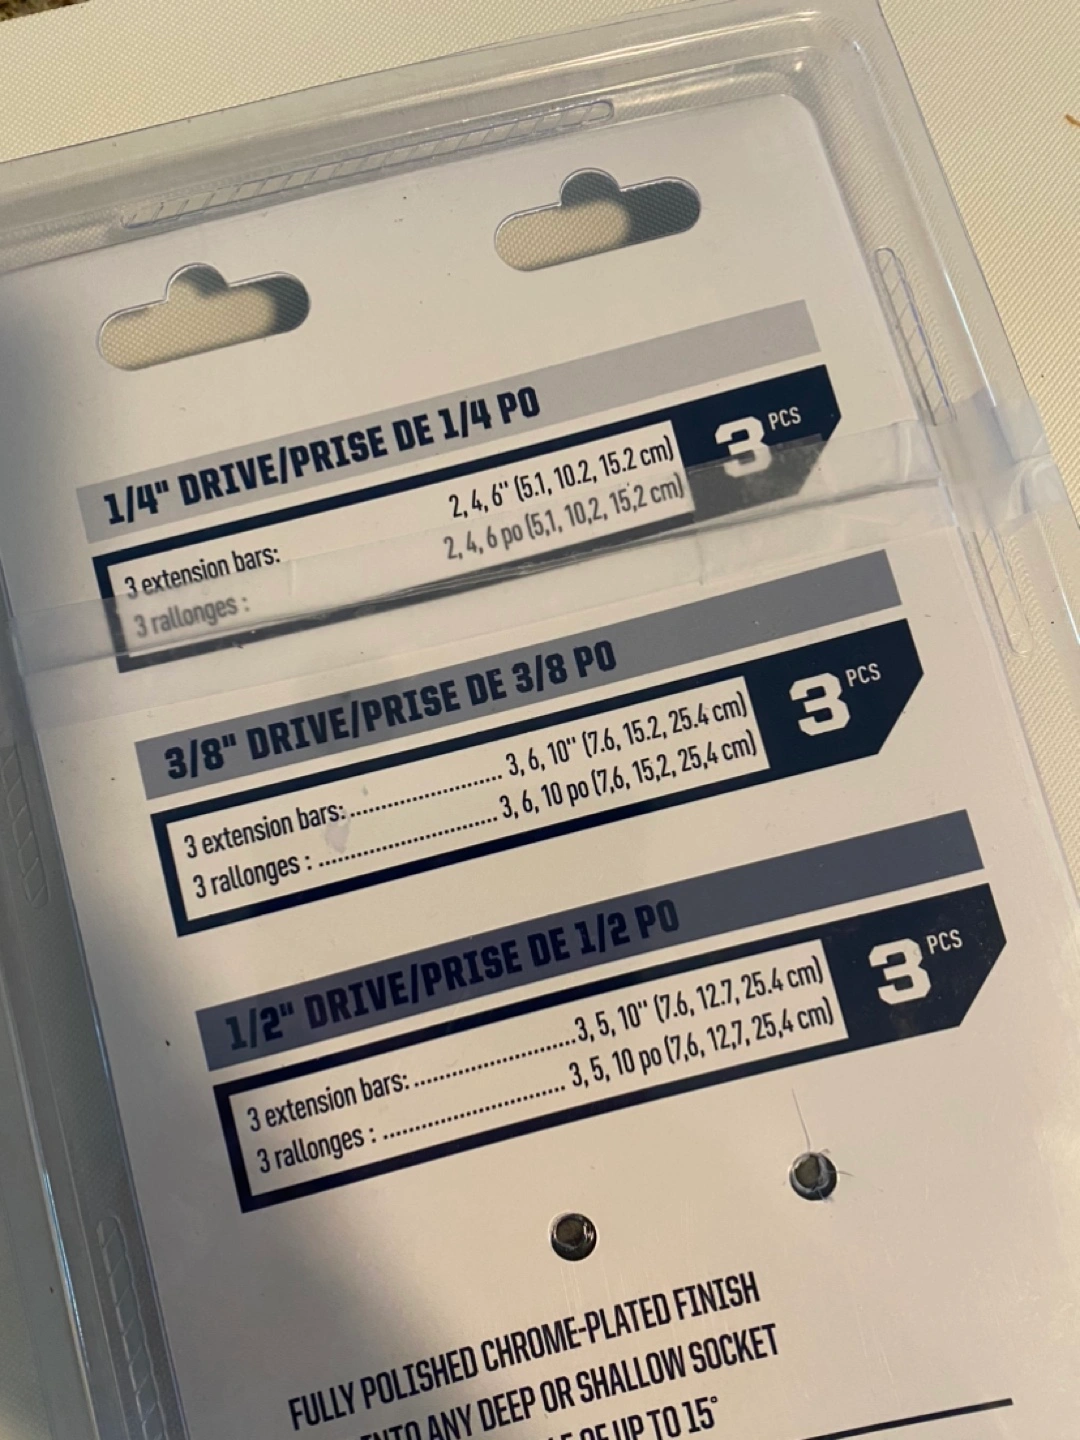 1/4" DRIVE/PRISE DE 1/4 PO
3 PCS
3 extension bars: 2, 4, 6" (5.1, 10.2, 15.2 cm)
3 rallonges : 2, 4, 6 po (5,1, 10,2, 15,2 cm)
3/8" DRIVE/PRISE DE 3/8 PO
3 PCS
3 extension bars:........................ 3, 6, 10" (7.6, 15.2, 25.4 cm)
3 rallonges : ............................ 3, 6, 10 po (7,6, 15,2, 25,4 cm)
1/2" DRIVE/PRISE DE 1/2 PO
3 PCS
3 extension bars: .........................3, 5, 10" (7.6, 12.7, 25.4 cm)
3 rallonges : ............................ 3, 5, 10 po (7,6, 12,7, 25,4 cm)
FULLY POLISHED CHROME-PLATED FINISH
INTO ANY DEEP OR SHALLOW SOCKET
OF UP TO 15°